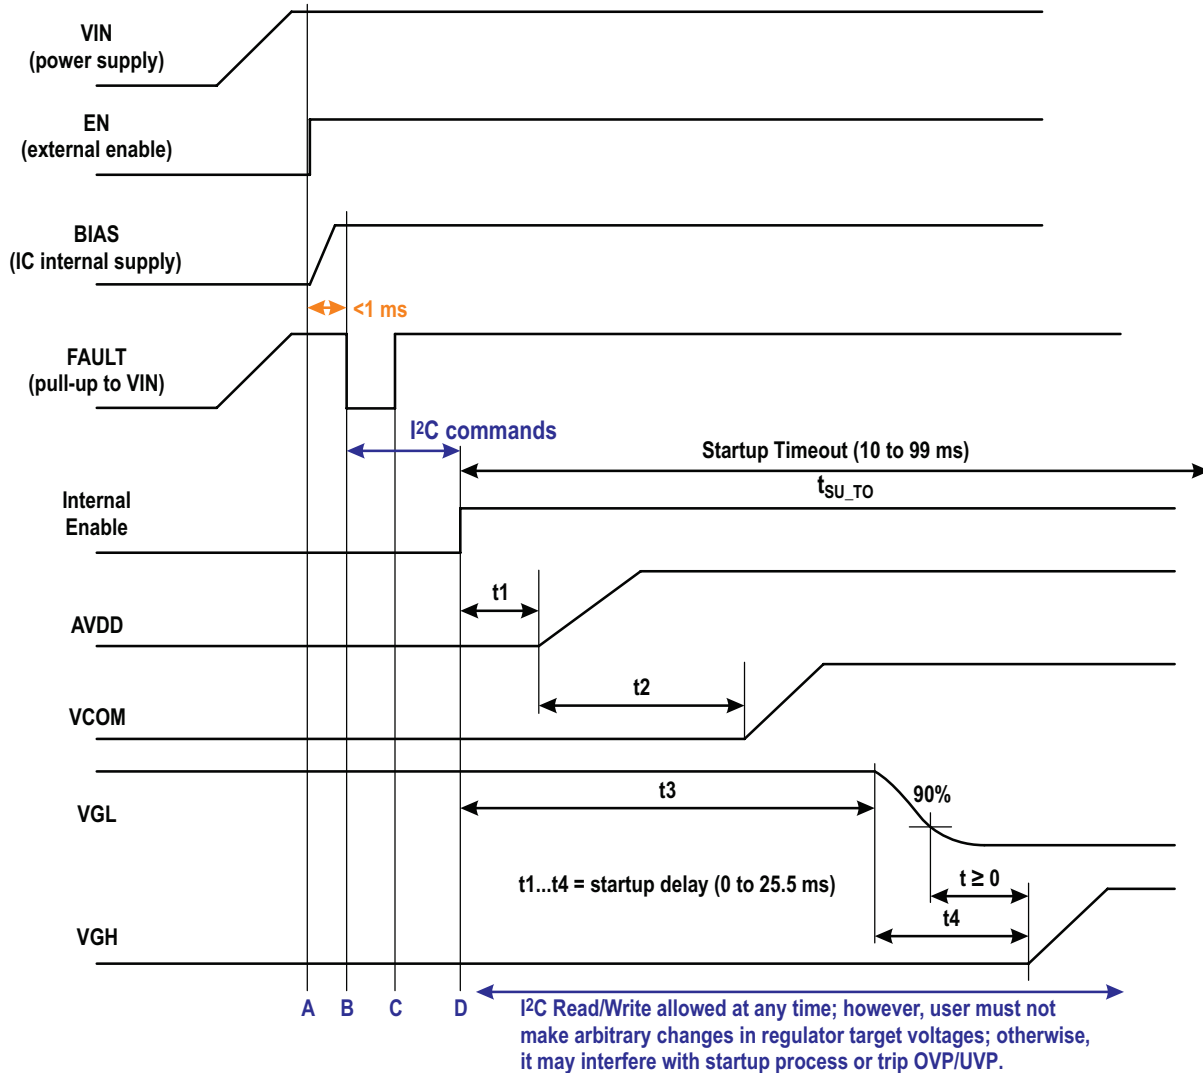 VIN
(power supply)
EN
(external enable)
BIAS
(IC internal supply)
<1 ms
FAULT
(pull-up to VIN)
I2C commands
Startup Timeout (10 to 99 ms)
tSU_TO
Internal
Enable
t1
AVDD
t2
VCOM
t3
90%
VGL
t1...t4 = startup delay (0 to 25.5 ms)
t ≥ 0
t4
VGH
A B C D
I2C Read/Write allowed at any time; however, user must not
make arbitrary changes in regulator target voltages; otherwise,
it may interfere with startup process or trip OVP/UVP.